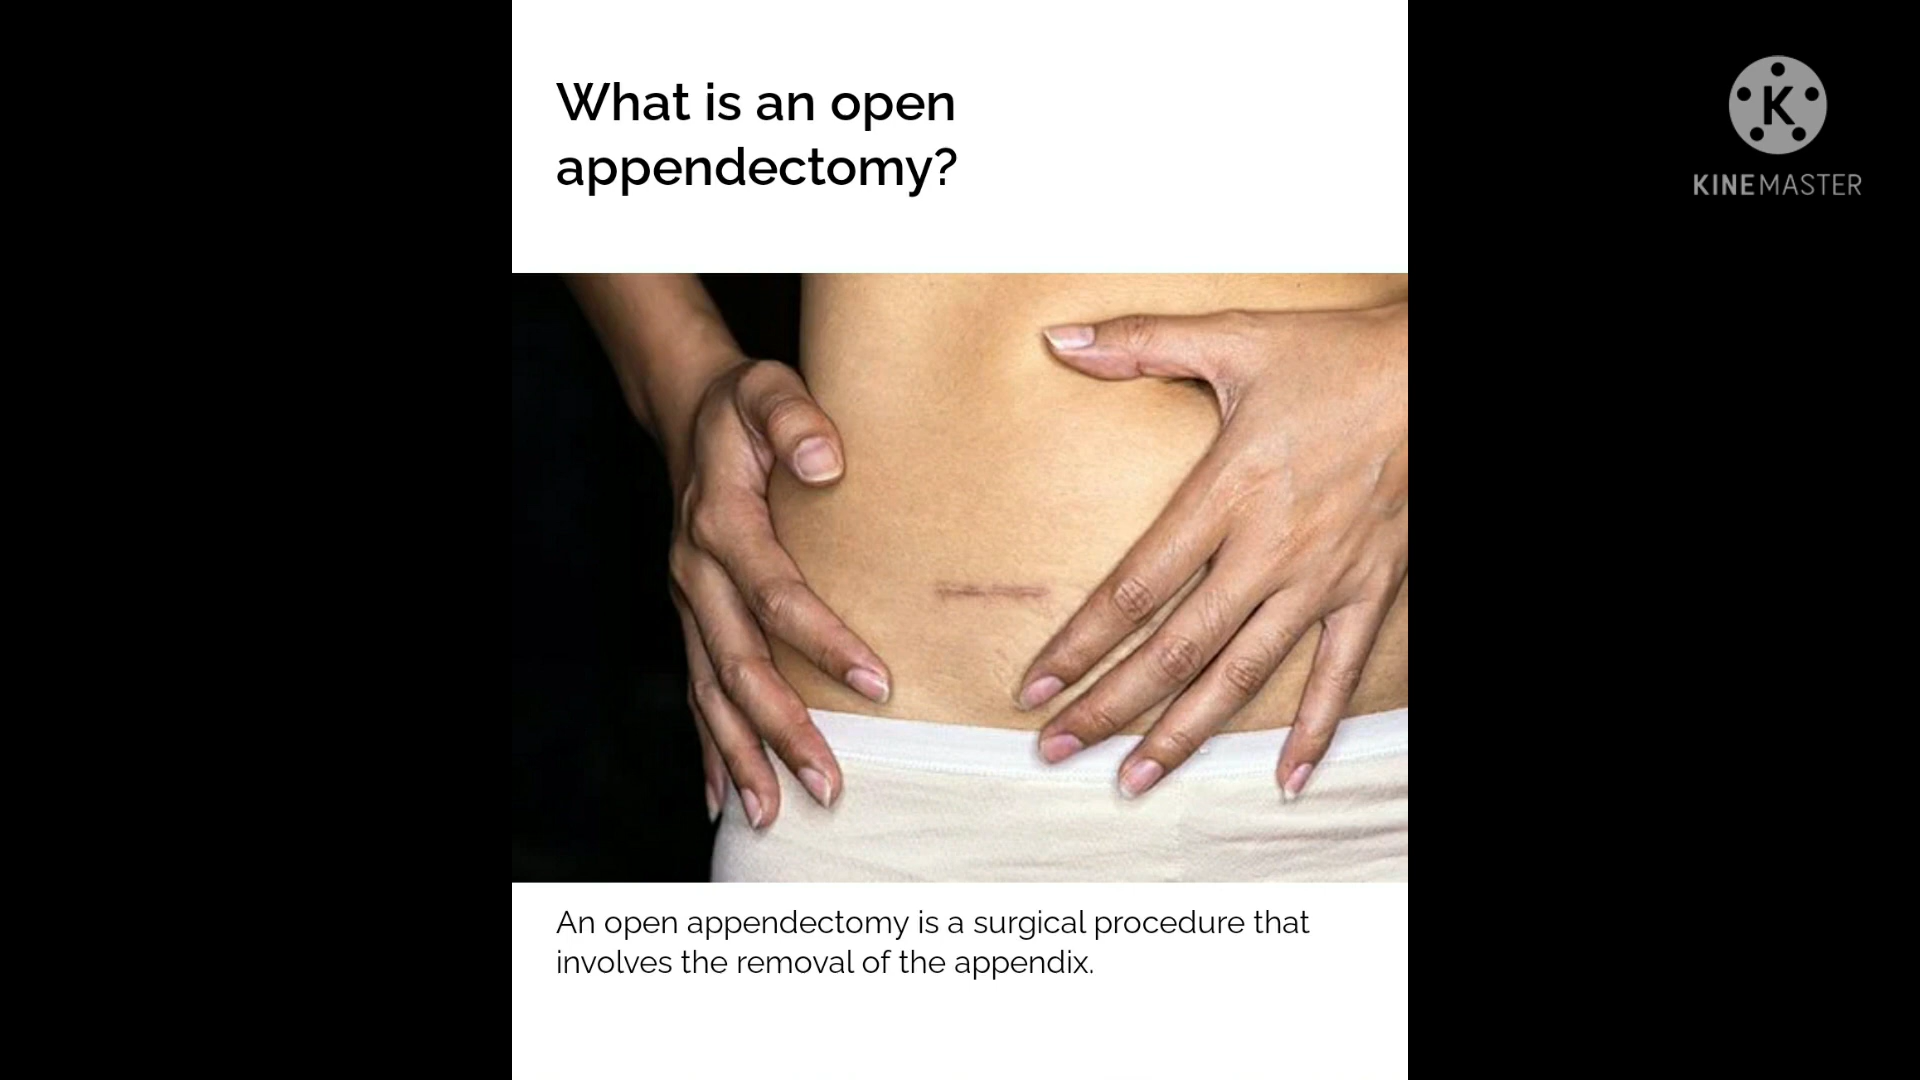 What is an open
appendectomy?
K
KINEMASTER
An open appendectomy is a surgical procedure that
involves the removal of the appendix.